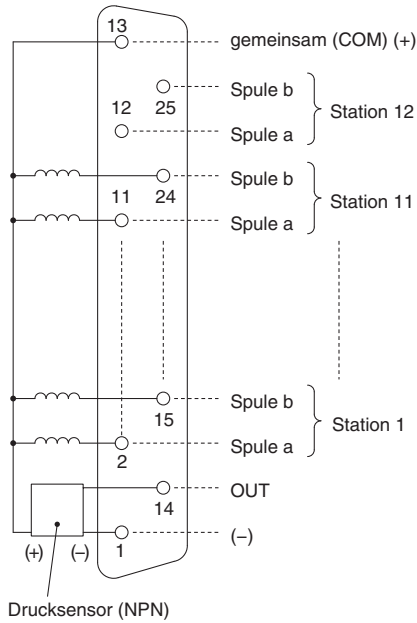 13
gemeinsam (COM) (+)
25
Spule b
12
Spule a
Station 12
24
Spule b
11
Spule a
Station 11
15
Spule b
2
Spule a
Station 1
14
OUT
(+) (–)
1
(–)
Drucksensor (NPN)